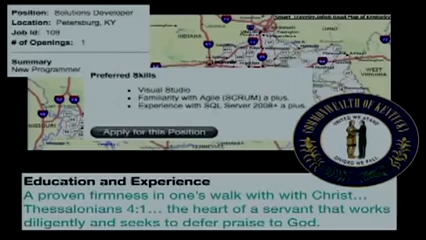 Position: Solutions Developer
Location: Petersburg, KY
Job Id: 109
# of Openings: 1
Summary
New Programmer
INDIANA
WEST
VIRGINIA
MISSOURI
Preferred Skills
• Visual Studio
• Familiarity with Agile (SCRUM) a plus.
• Experience with SQL Server 2008+ a plus.
Apply for this Position
COMMONWEALTH OF KENTUCKY
UNITED WE STAND
DIVIDED WE FALL
Education and Experience
A proven firmness in one's walk with with Christ...
Thessalonians 4:1... the heart of a servant that works
diligently and seeks to defer praise to God.